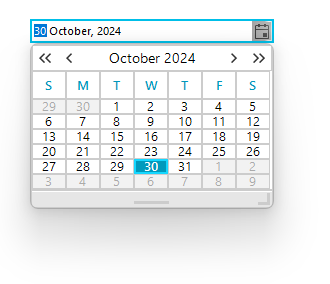 30 October, 2024
October 2024
S M T W T F S
29 30 1 2 3 4 5
6 7 8 9 10 11 12
13 14 15 16 17 18 19
20 21 22 23 24 25 26
27 28 29 30 31 1 2
3 4 5 6 7 8 9